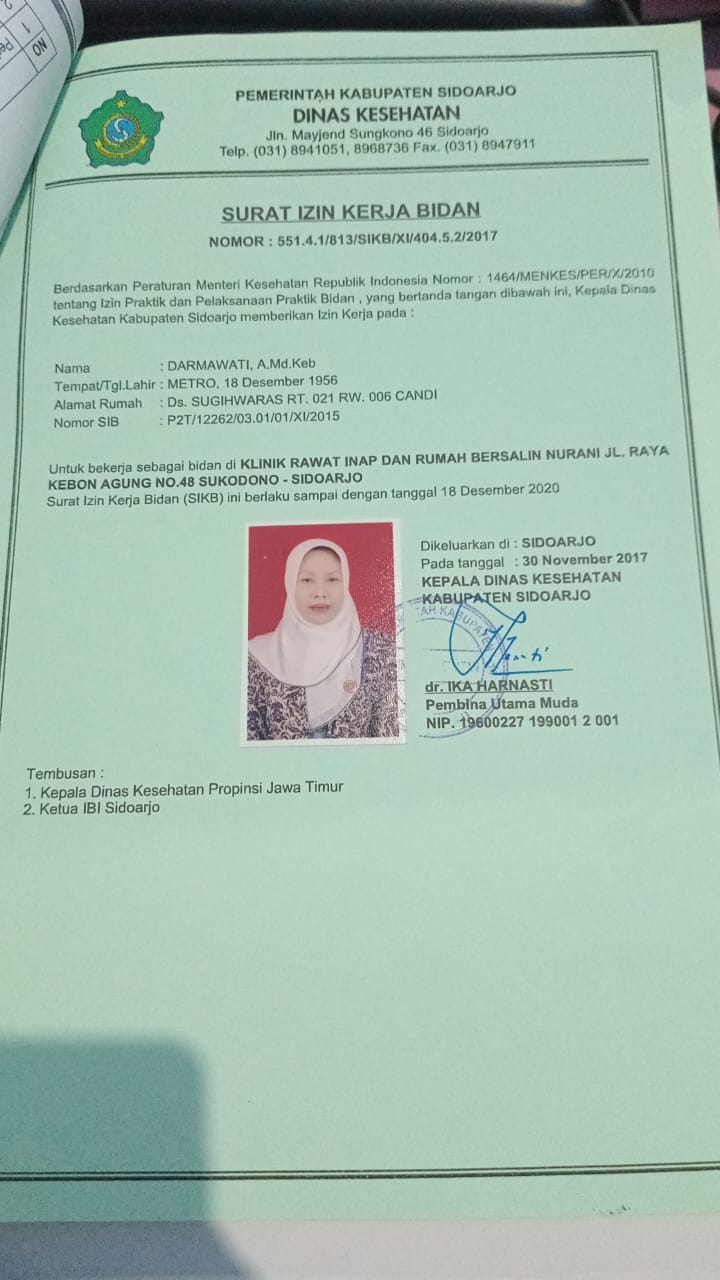 NO
1
PEMERINTAH KABUPATEN SIDOARJO
DINAS KESEHATAN
Jln. Mayjend Sungkono 46 Sidoarjo
Telp. (031) 8941051, 8968736 Fax. (031) 8947911
SURAT IZIN KERJA BIDAN
NOMOR : 551.4.1/813/SIKB/XI/404.5.2/2017
Berdasarkan Peraturan Menteri Kesehatan Republik Indonesia Nomor : 1464/MENKES/PER/X/2010
tentang Izin Praktik dan Pelaksanaan Praktik Bidan , yang bertanda tangan dibawah ini, Kepala Dinas
Kesehatan Kabupaten Sidoarjo memberikan Izin Kerja pada :
Nama : DARMAWATI, A.Md.Keb
Tempat/Tgl.Lahir : METRO, 18 Desember 1956
Alamat Rumah : Ds. SUGIHWARAS RT. 021 RW. 006 CANDI
Nomor SIB : P2T/12262/03.01/01/XI/2015
Untuk bekerja sebagai bidan di KLINIK RAWAT INAP DAN RUMAH BERSALIN NURANI JL. RAYA
KEBON AGUNG NO.48 SUKODONO - SIDOARJO
Surat Izin Kerja Bidan (SIKB) ini berlaku sampai dengan tanggal 18 Desember 2020
Dikeluarkan di : SIDOARJO
Pada tanggal : 30 November 2017
KEPALA DINAS KESEHATAN
KABUPATEN SIDOARJO
dr. IKA HARNASTI
Pembina Utama Muda
NIP. 19600227 199001 2 001
Tembusan :
1. Kepala Dinas Kesehatan Propinsi Jawa Timur
2. Ketua IBI Sidoarjo